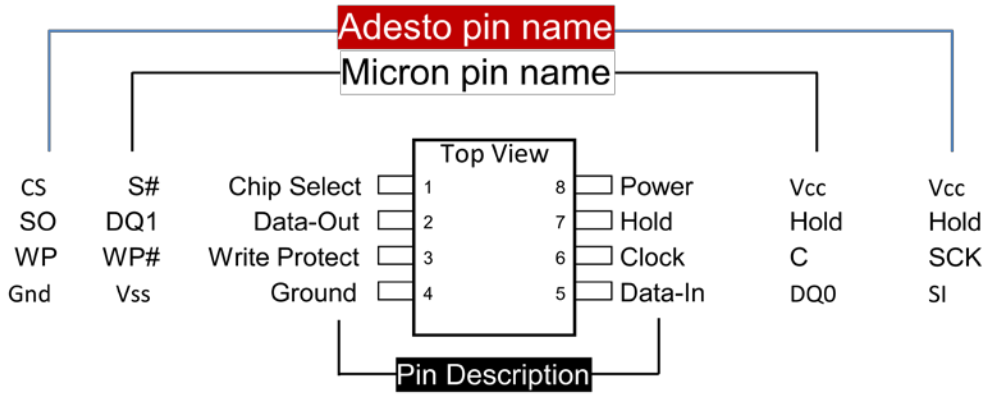 Adesto pin name
Micron pin name
Top View
CS S# Chip Select 1 8 Power Vcc Vcc
SO DQ1 Data-Out 2 7 Hold Hold Hold
WP WP# Write Protect 3 6 Clock C SCK
Gnd Vss Ground 4 5 Data-In DQ0 SI
Pin Description